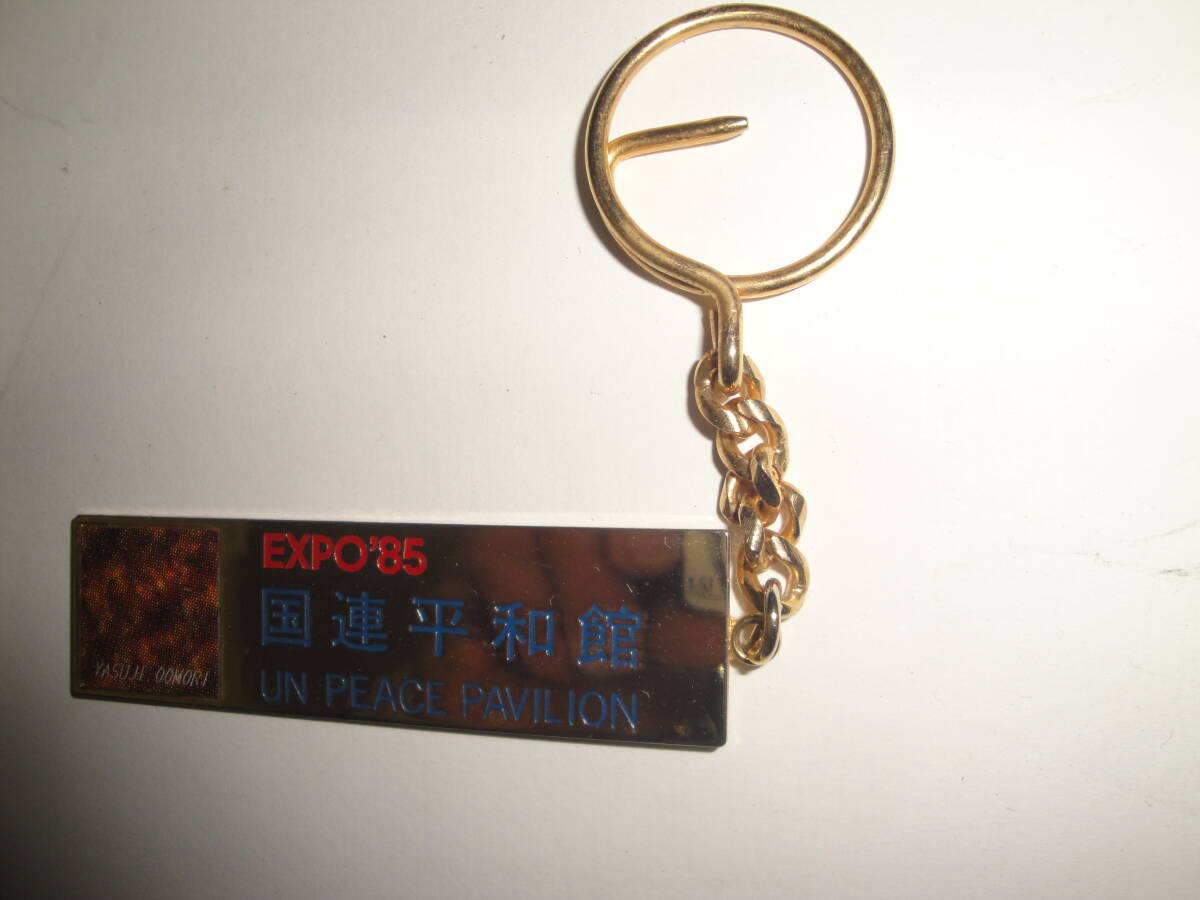 EXPO'85
国連平和館
UN PEACE PAVILION
YASUJI OOMORI